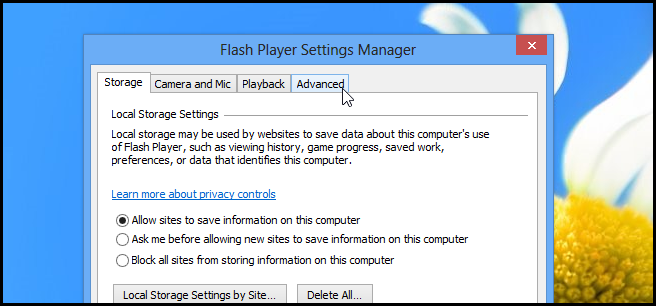 Flash Player Settings Manager
Storage Camera and Mic Playback Advanced
Local Storage Settings
Local storage may be used by websites to save data about this computer's use
of Flash Player, such as viewing history, game progress, saved work,
preferences, or data that identifies this computer.
Learn more about privacy controls
Allow sites to save information on this computer
Ask me before allowing new sites to save information on this computer
Block all sites from storing information on this computer
Local Storage Settings by Site... Delete All...